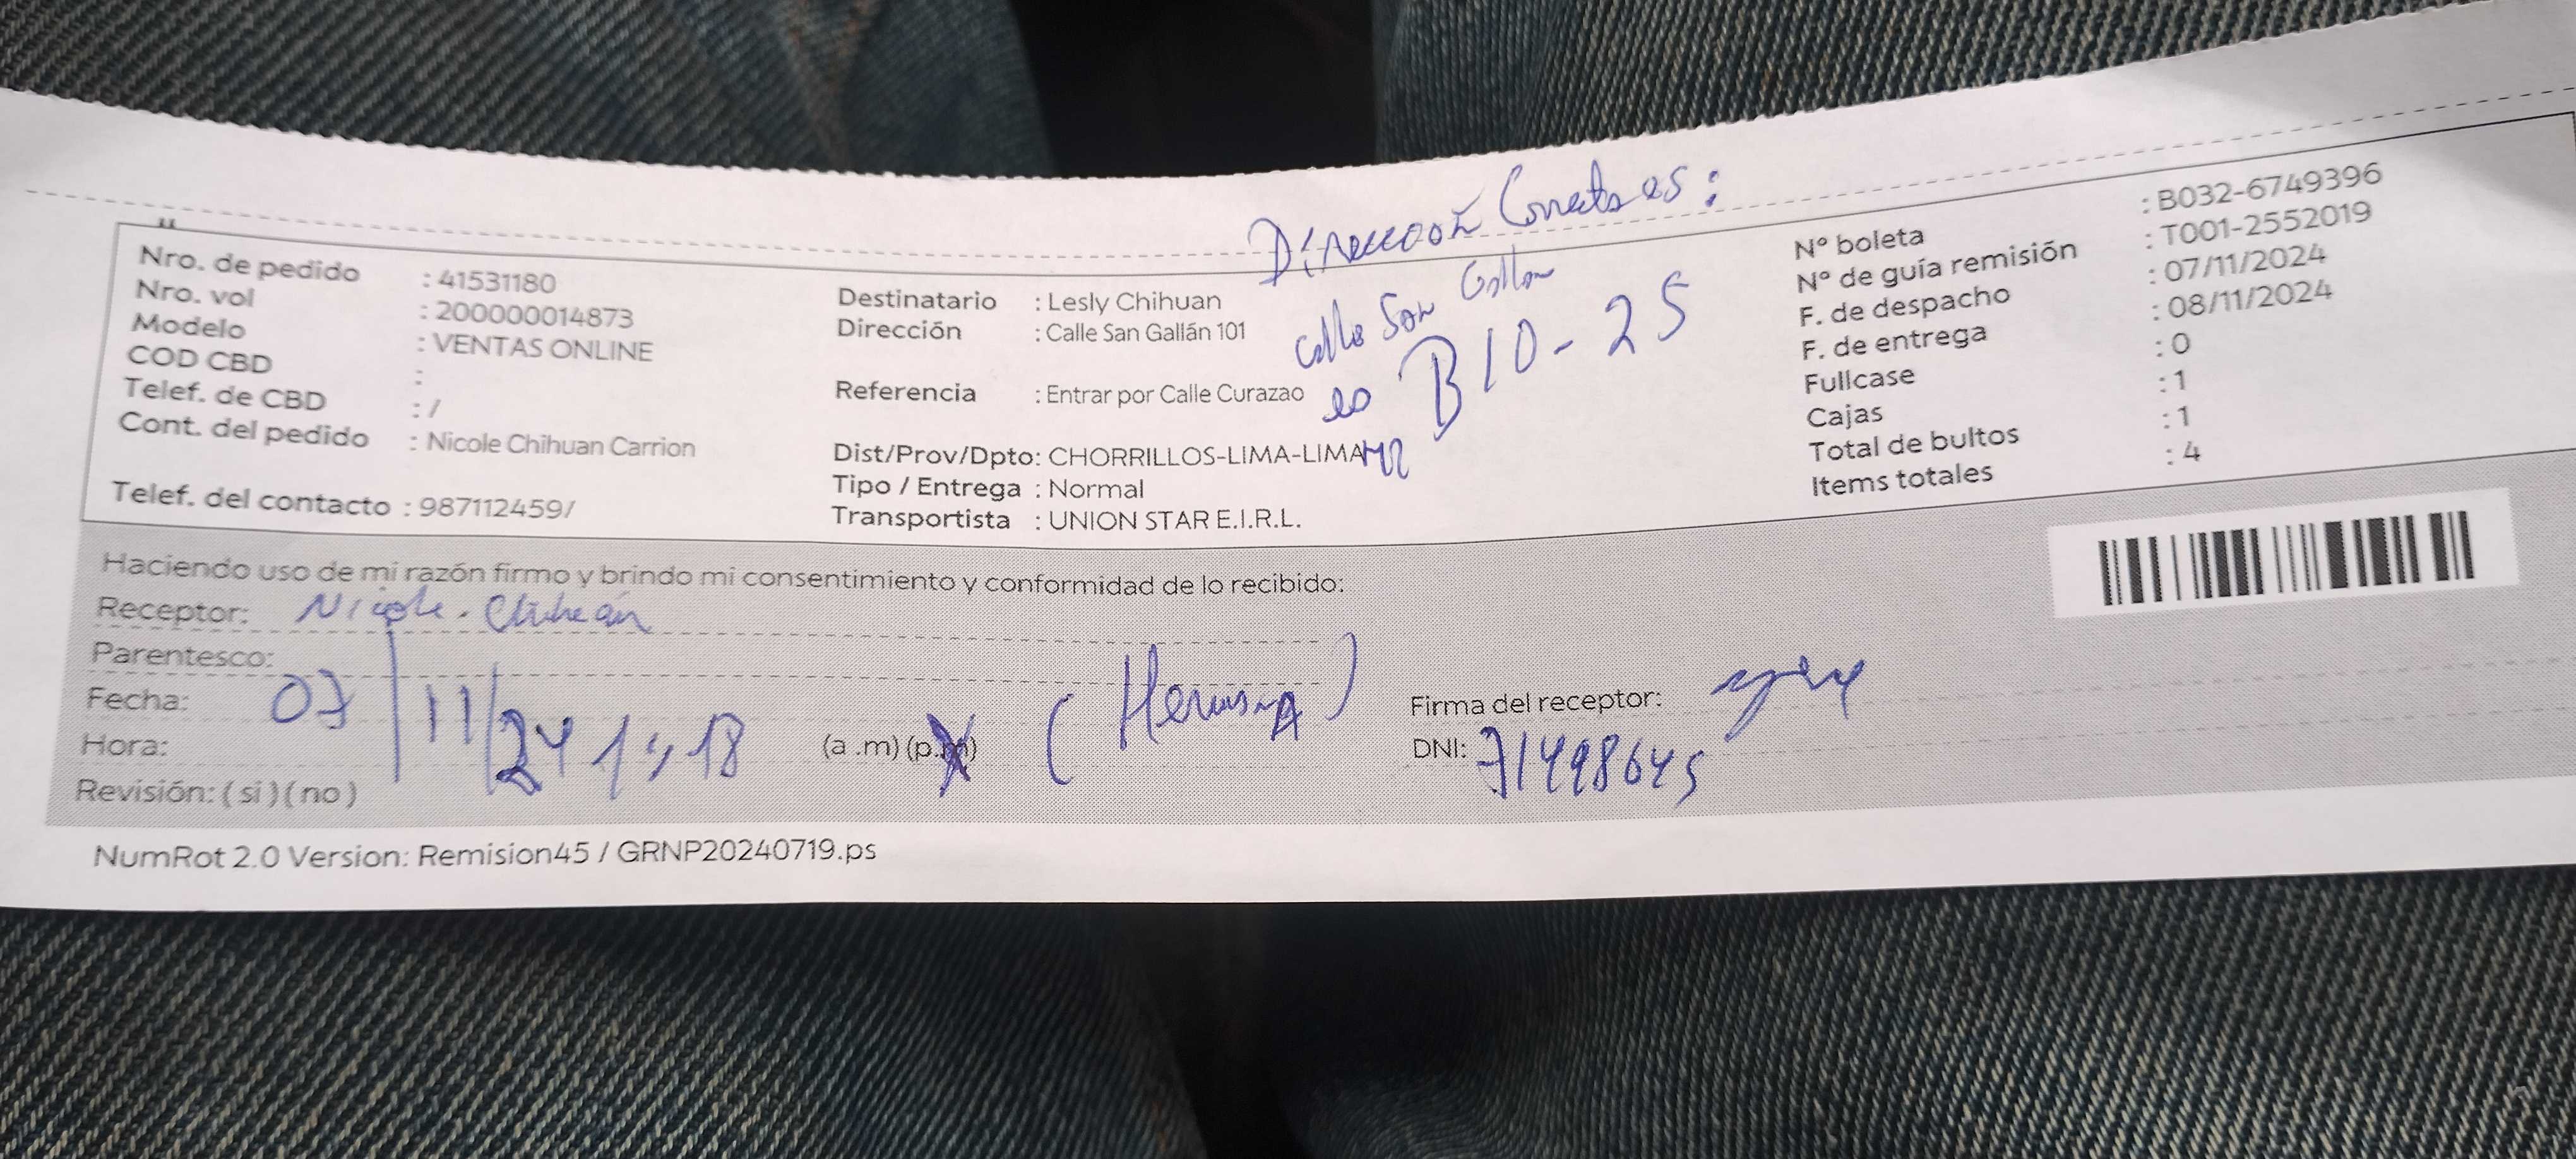 Dirección Correcta es:
Calle San Gallan
es B10-25
Nro. de pedido : 41531180
Nro. vol : 200000014873
Modelo : VENTAS ONLINE
COD CBD :
Telef. de CBD : /
Cont. del pedido : Nicole Chihuan Carrion
Telef. del contacto : 987112459/
Destinatario : Lesly Chihuan
Dirección : Calle San Gallán 101
Referencia : Entrar por Calle Curazao
Dist/Prov/Dpto: CHORRILLOS-LIMA-LIMA
Tipo / Entrega : Normal
Transportista : UNION STAR E.I.R.L.
N° boleta : B032-6749396
N° de guía remisión : T001-2552019
F. de despacho : 07/11/2024
F. de entrega : 08/11/2024
Fullcase : 0
Cajas : 1
Total de bultos : 1
Items totales : 4
Haciendo uso de mi razón firmo y brindo mi consentimiento y conformidad de lo recibido:
Receptor: Nicole. Chihuán
Parentesco: (Hermana)
Fecha: 07/11/24
Hora: (a .m) (p.m)
Revisión: ( si ) ( no )
Firma del receptor:
DNI: 71498645
NumRot 2.0 Version: Remision45 / GRNP20240719.ps